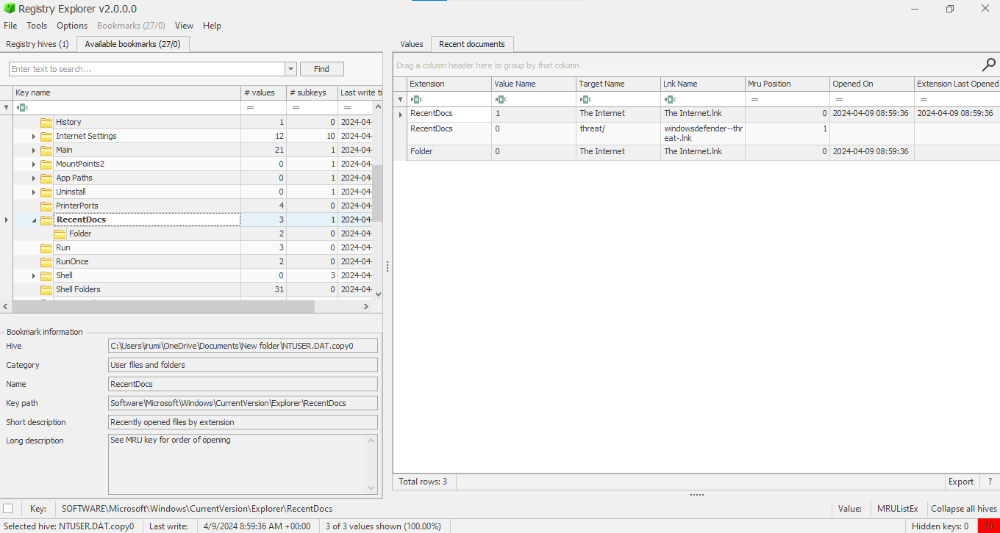 Registry Explorer v2.0.0.0
File Tools Options Bookmarks (27/0) View Help
Registry hives (1) Available bookmarks (27/0)
Enter text to search... Find
Key name # values # subkeys Last write ti
ABC = = =
History 1 0 2024-04-
Internet Settings 12 10 2024-04-
Main 21 1 2024-04-
MountPoints2 0 1 2024-04-
App Paths 0 1 2024-04-
Uninstall 0 1 2024-04-
PrinterPorts 4 0 2024-04-
RecentDocs 3 1 2024-04-
Folder 2 0 2024-04-
Run 3 0 2024-04-
RunOnce 2 0 2024-04-
Shell 0 3 2024-04-
Shell Folders 31 0 2024-04-
Bookmark information
Hive C:\Users\irumi\OneDrive\Documents\New folder\NTUSER.DAT.copy0
Category User files and folders
Name RecentDocs
Key path Software\Microsoft\Windows\CurrentVersion\Explorer\RecentDocs
Short description Recently opened files by extension
Long description See MRU key for order of opening
Values Recent documents
Drag a column header here to group by that column
Extension Value Name Target Name Lnk Name Mru Position Opened On Extension Last Opened
ABC ABC ABC ABC = = =
RecentDocs 1 The Internet The Internet.lnk 0 2024-04-09 08:59:36 2024-04-09 08:59:36
RecentDocs 0 threat/ windowsdefender--thr 1
eat-.lnk
Folder 0 The Internet The Internet.lnk 0 2024-04-09 08:59:36
Total rows: 3 Export ?
Key: SOFTWARE\Microsoft\Windows\CurrentVersion\Explorer\RecentDocs Value: MRUListEx Collapse all hives
Selected hive: NTUSER.DAT.copy0 Last write: 4/9/2024 8:59:36 AM +00:00 3 of 3 values shown (100.00%) Hidden keys: 0 10